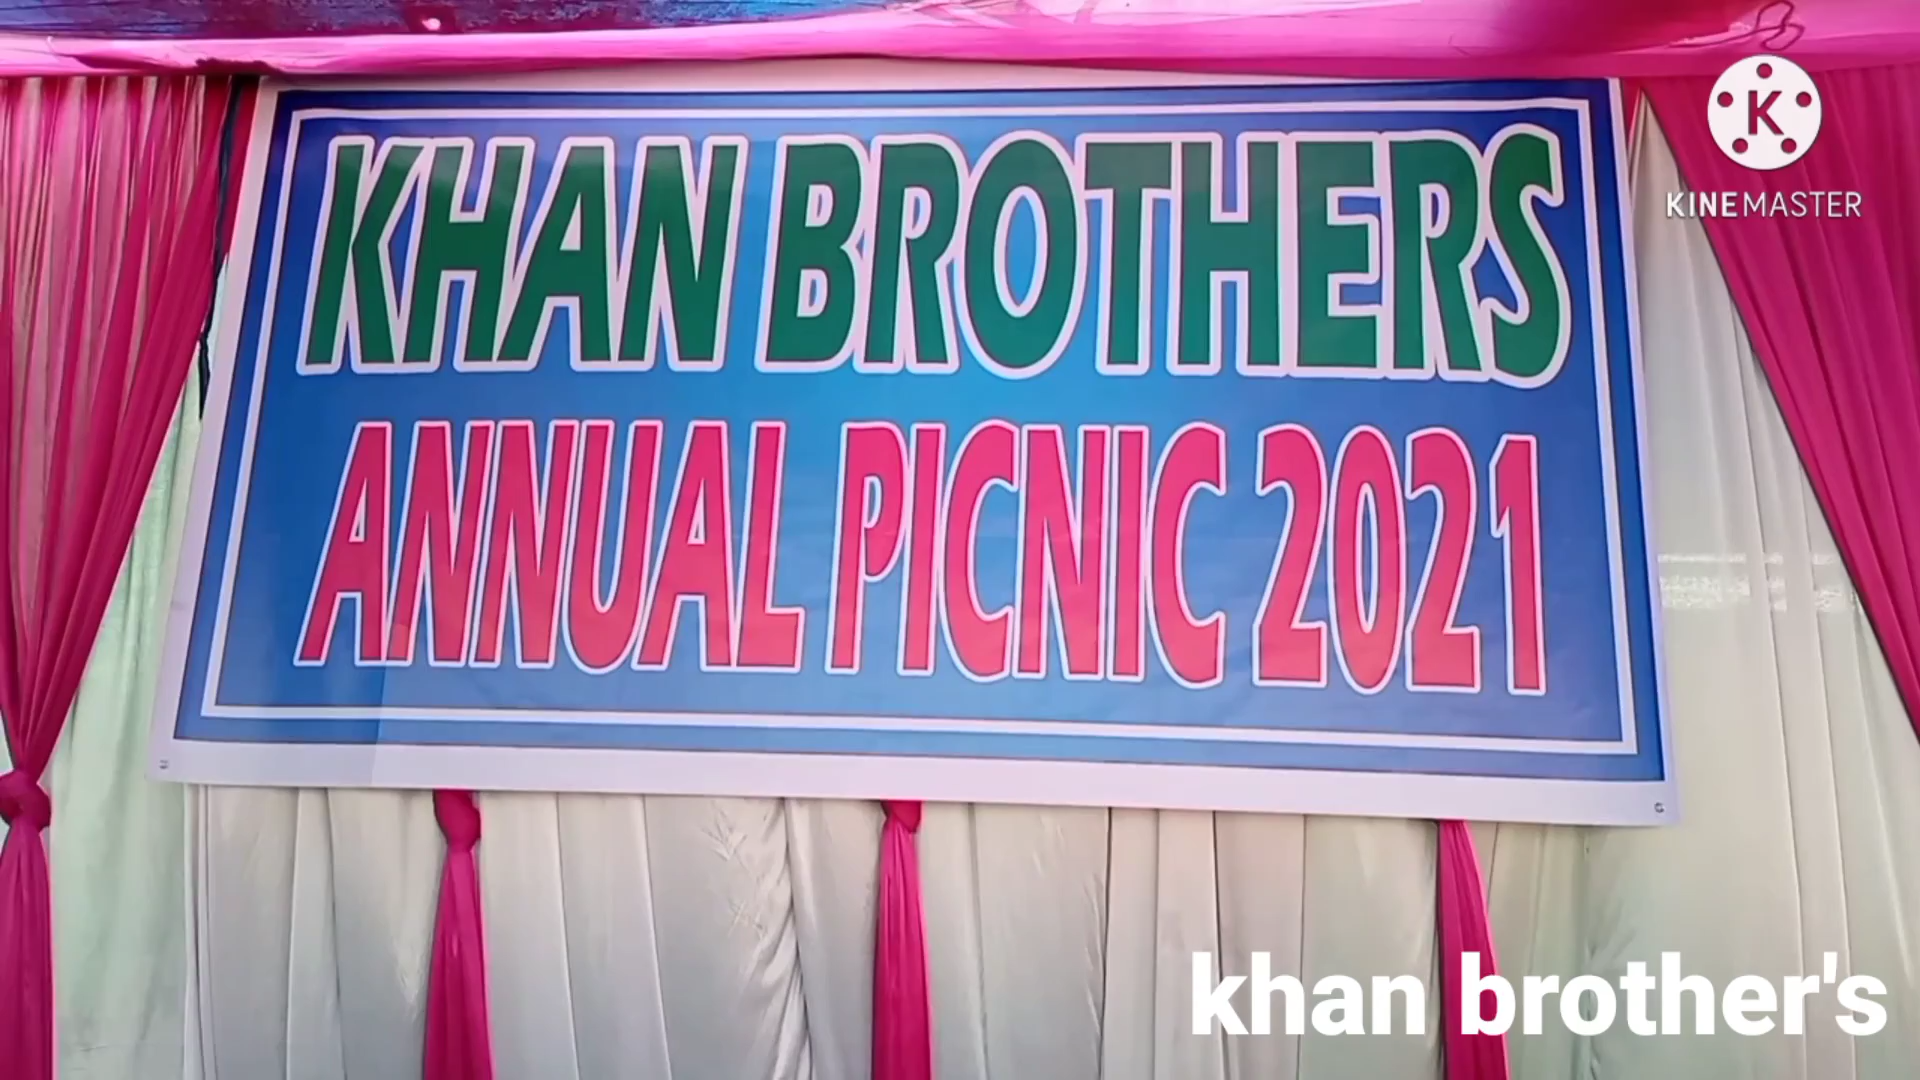 KHAN BROTHERS
ANNUAL PICNIC 2021
K
KINEMASTER
khan brother's